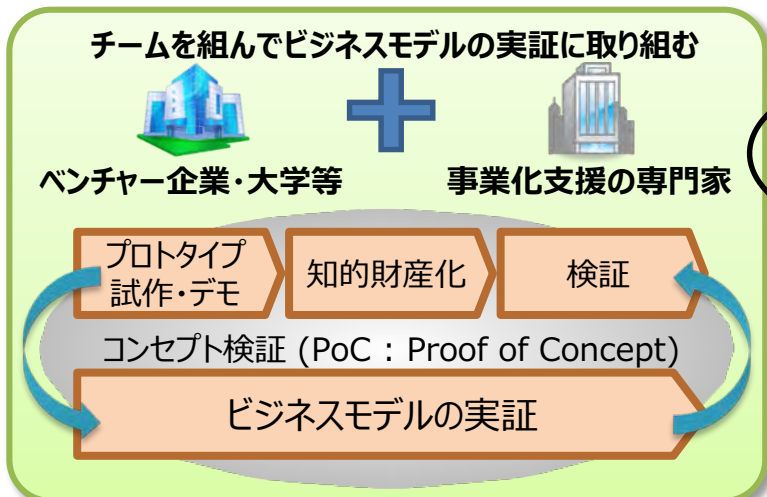 チームを組んでビジネスモデルの実証に取り組む
ベンチャー企業・大学等
事業化支援の専門家
プロトタイプ
試作・デモ
知的財産化
検証
コンセプト検証 (PoC : Proof of Concept)
ビジネスモデルの実証